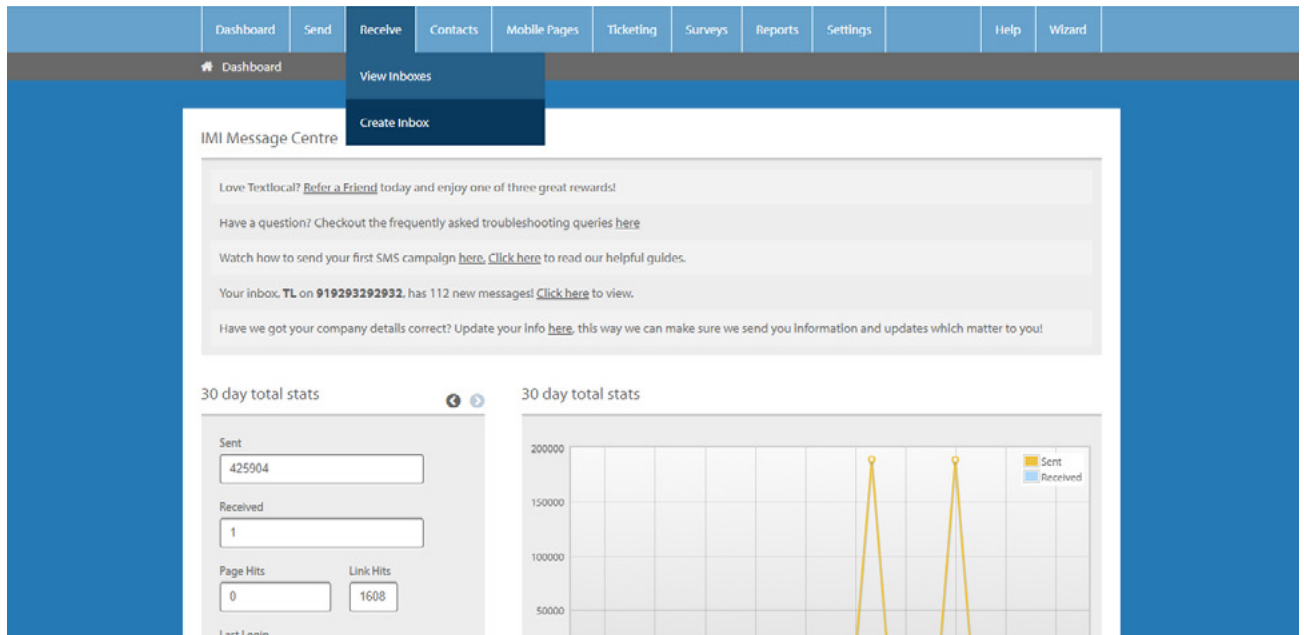 Dashboard Send Receive Contacts Mobile Pages Ticketing Surveys Reports Settings Help Wizard
Dashboard
View Inboxes
Create Inbox
IMI Message Centre
Love Textlocal? Refer a Friend today and enjoy one of three great rewards!
Have a question? Checkout the frequently asked troubleshooting queries here
Watch how to send your first SMS campaign here. Click here to read our helpful guides.
Your inbox, TL on 919293292932, has 112 new messages! Click here to view.
Have we got your company details correct? Update your info here, this way we can make sure we send you information and updates which matter to you!
30 day total stats
Sent
425904
Received
1
Page Hits Link Hits
0 1608
Last Login
30 day total stats
200000
150000
100000
50000
Sent
Received